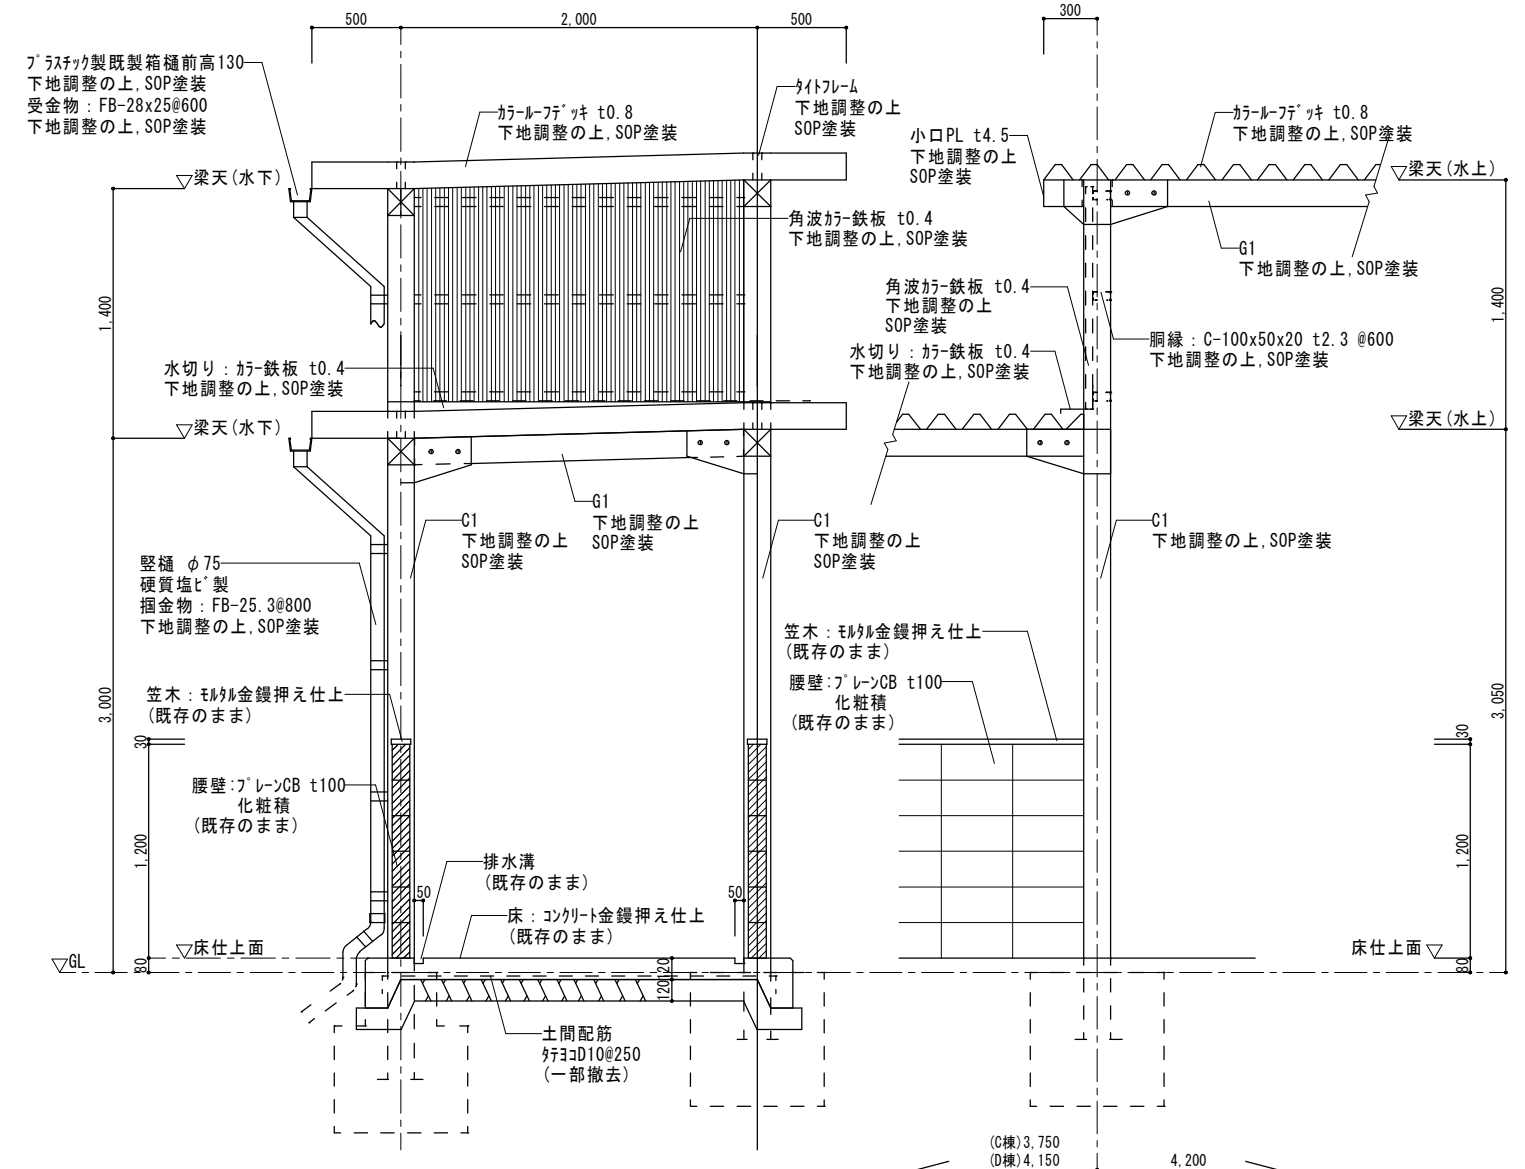 500
2,000
500
300
ﾌﾟﾗｽﾁｯｸ製既製箱樋前高130
下地調整の上,SOP塗装
受金物：FB-28x25@600
下地調整の上,SOP塗装
ｶﾗｰﾙｰﾌﾃﾞｯｷ t0.8
下地調整の上,SOP塗装
ﾀｲﾄﾌﾚｰﾑ
下地調整の上
SOP塗装
小口PL t4.5
下地調整の上
SOP塗装
ｶﾗｰﾙｰﾌﾃﾞｯｷ t0.8
下地調整の上,SOP塗装
▽梁天(水下)
▽梁天(水上)
角波ｶﾗｰ鉄板 t0.4
下地調整の上,SOP塗装
G1
下地調整の上,SOP塗装
1,400
角波ｶﾗｰ鉄板 t0.4
下地調整の上
SOP塗装
1,400
水切り：ｶﾗｰ鉄板 t0.4
下地調整の上,SOP塗装
水切り：ｶﾗｰ鉄板 t0.4
下地調整の上,SOP塗装
胴縁：C-100x50x20 t2.3 @600
下地調整の上,SOP塗装
▽梁天(水下)
▽梁天(水上)
G1
下地調整の上
SOP塗装
C1
下地調整の上
SOP塗装
C1
下地調整の上
SOP塗装
C1
下地調整の上,SOP塗装
竪樋 φ75
硬質塩ﾋﾞ製
掴金物：FB-25.3@800
下地調整の上,SOP塗装
3,000
3,050
笠木：ﾓﾙﾀﾙ金鏝押え仕上
(既存のまま)
笠木：ﾓﾙﾀﾙ金鏝押え仕上
(既存のまま)
腰壁:ﾌﾟﾚｰﾝCB t100
化粧積
(既存のまま)
30
30
腰壁:ﾌﾟﾚｰﾝCB t100
化粧積
(既存のまま)
1,200
1,200
排水溝
(既存のまま)
50
50
床：ｺﾝｸﾘｰﾄ金鏝押え仕上
(既存のまま)
▽床仕上面
床仕上面▽
▽GL
80
120
120
80
土間配筋
ﾀﾃﾖｺD10@250
(一部撤去)
(C棟)3,750
(D棟)4,150
4,200